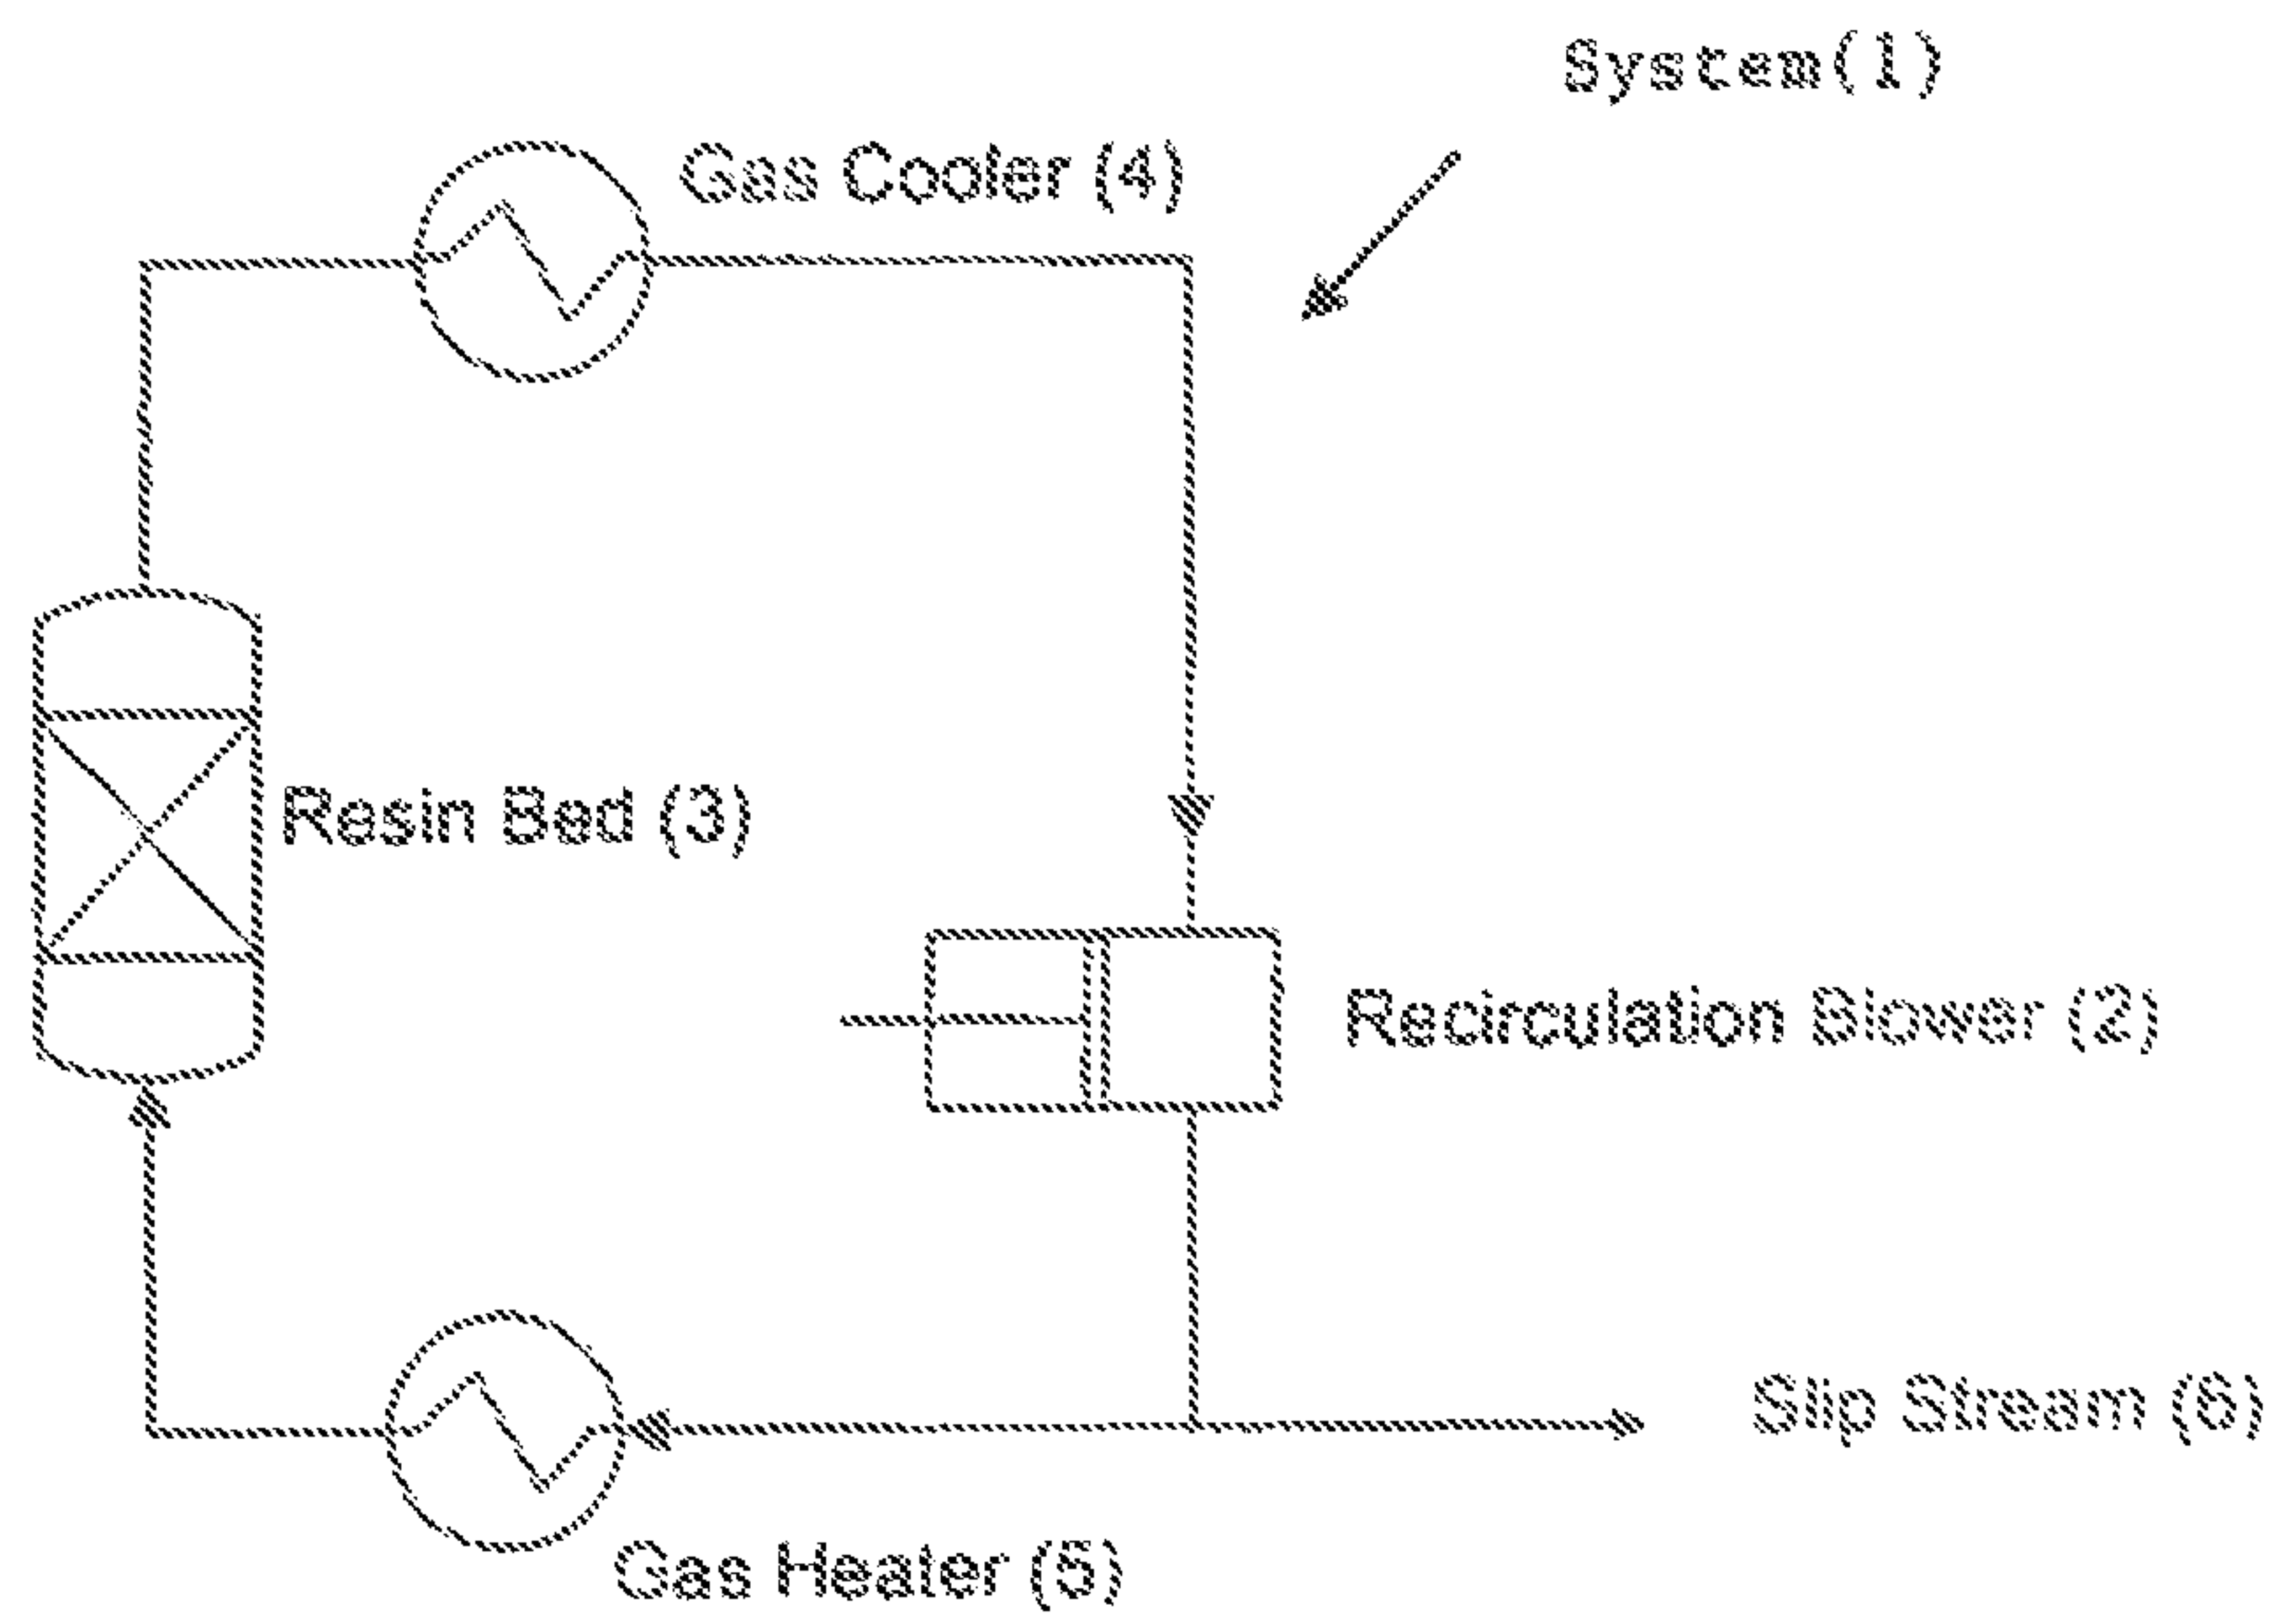 System(1)
Gas Cooler (4)
Resin Bed (3)
Recirculation Blower (2)
Slip Stream (6)
Gas Heater (5)